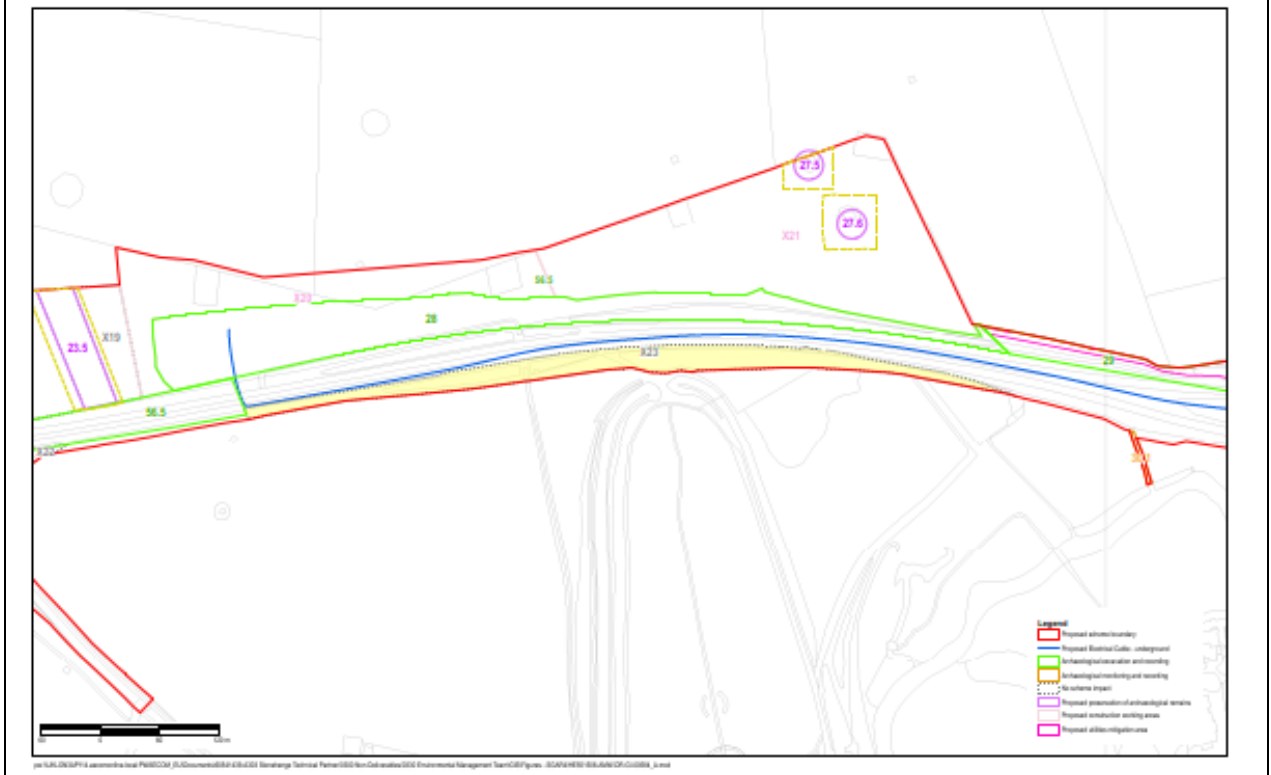 27.5
27.6
X21
56.5
X20
28
X19
23.5
X23
29
56.5
X22
Legend
Proposed scheme boundary
Proposed Electrical Cable - underground
Archaeological excavation and recording
Archaeological monitoring and recording
No scheme impact
Proposed preservation of archaeological remains
Proposed construction working areas
Proposed utilities mitigation area